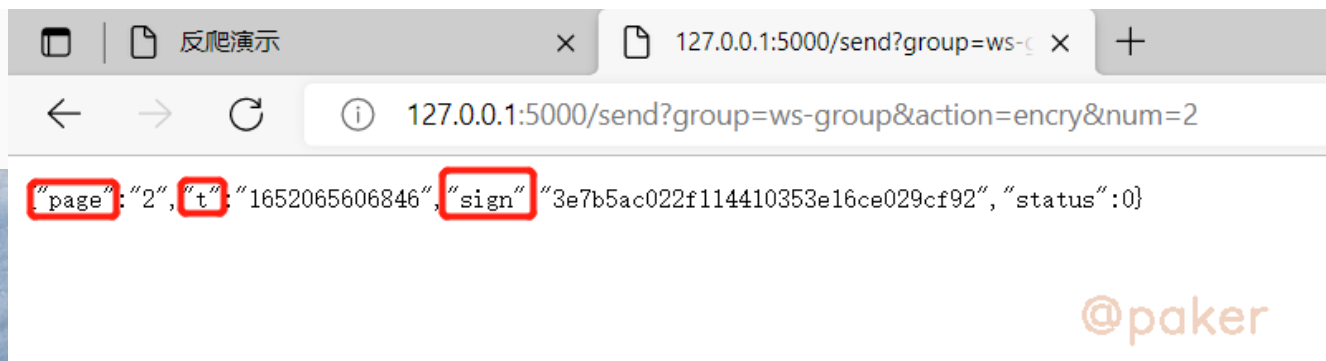 反爬演示
127.0.0.1:5000/send?group=ws-g
127.0.0.1:5000/send?group=ws-group&action=encry&num=2
{"page":"2","t":"1652065606846","sign":"3e7b5ac022f114410353e16ce029cf92","status":0}
@paker